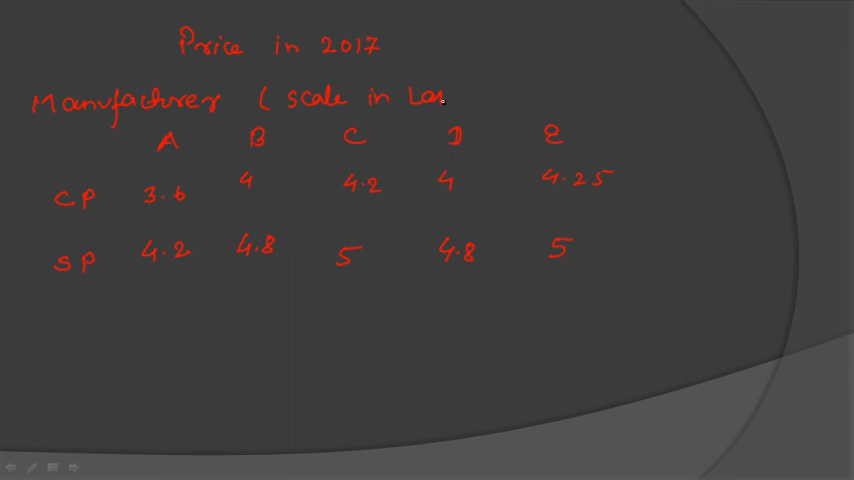 Price in 2017
Manufacturer ( scale in Lak
A B C D E
CP 3.6 4 4.2 4 4.25
SP 4.2 4.8 5 4.8 5